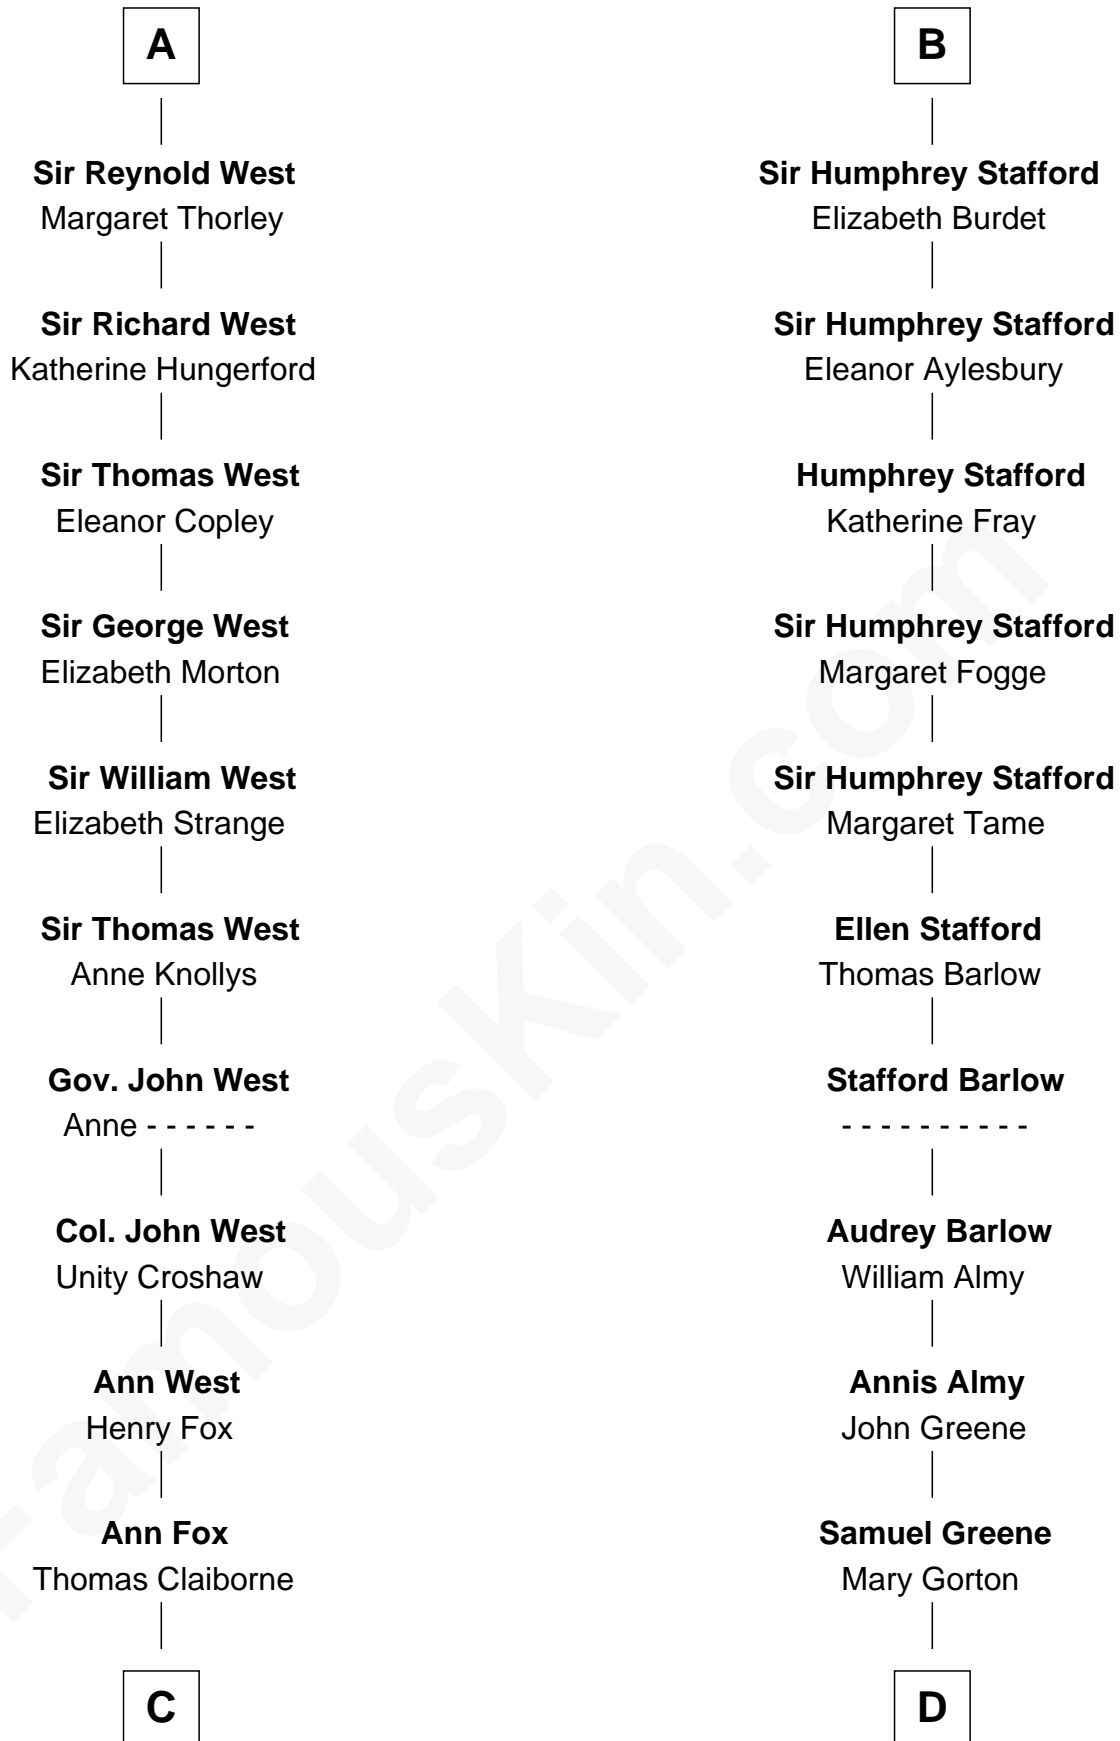 A
Sir Reynold West
Margaret Thorley
Sir Richard West
Katherine Hungerford
Sir Thomas West
Eleanor Copley
Sir George West
Elizabeth Morton
Sir William West
Elizabeth Strange
Sir Thomas West
Anne Knollys
Gov. John West
Anne - - - - - -
Col. John West
Unity Croshaw
Ann West
Henry Fox
Ann Fox
Thomas Claiborne
C
B
Sir Humphrey Stafford
Elizabeth Burdet
Sir Humphrey Stafford
Eleanor Aylesbury
Humphrey Stafford
Katherine Fray
Sir Humphrey Stafford
Margaret Fogge
Sir Humphrey Stafford
Margaret Tame
Ellen Stafford
Thomas Barlow
Stafford Barlow
- - - - - - - - - -
Audrey Barlow
William Almy
Annis Almy
John Greene
Samuel Greene
Mary Gorton
D
FamousKin.com